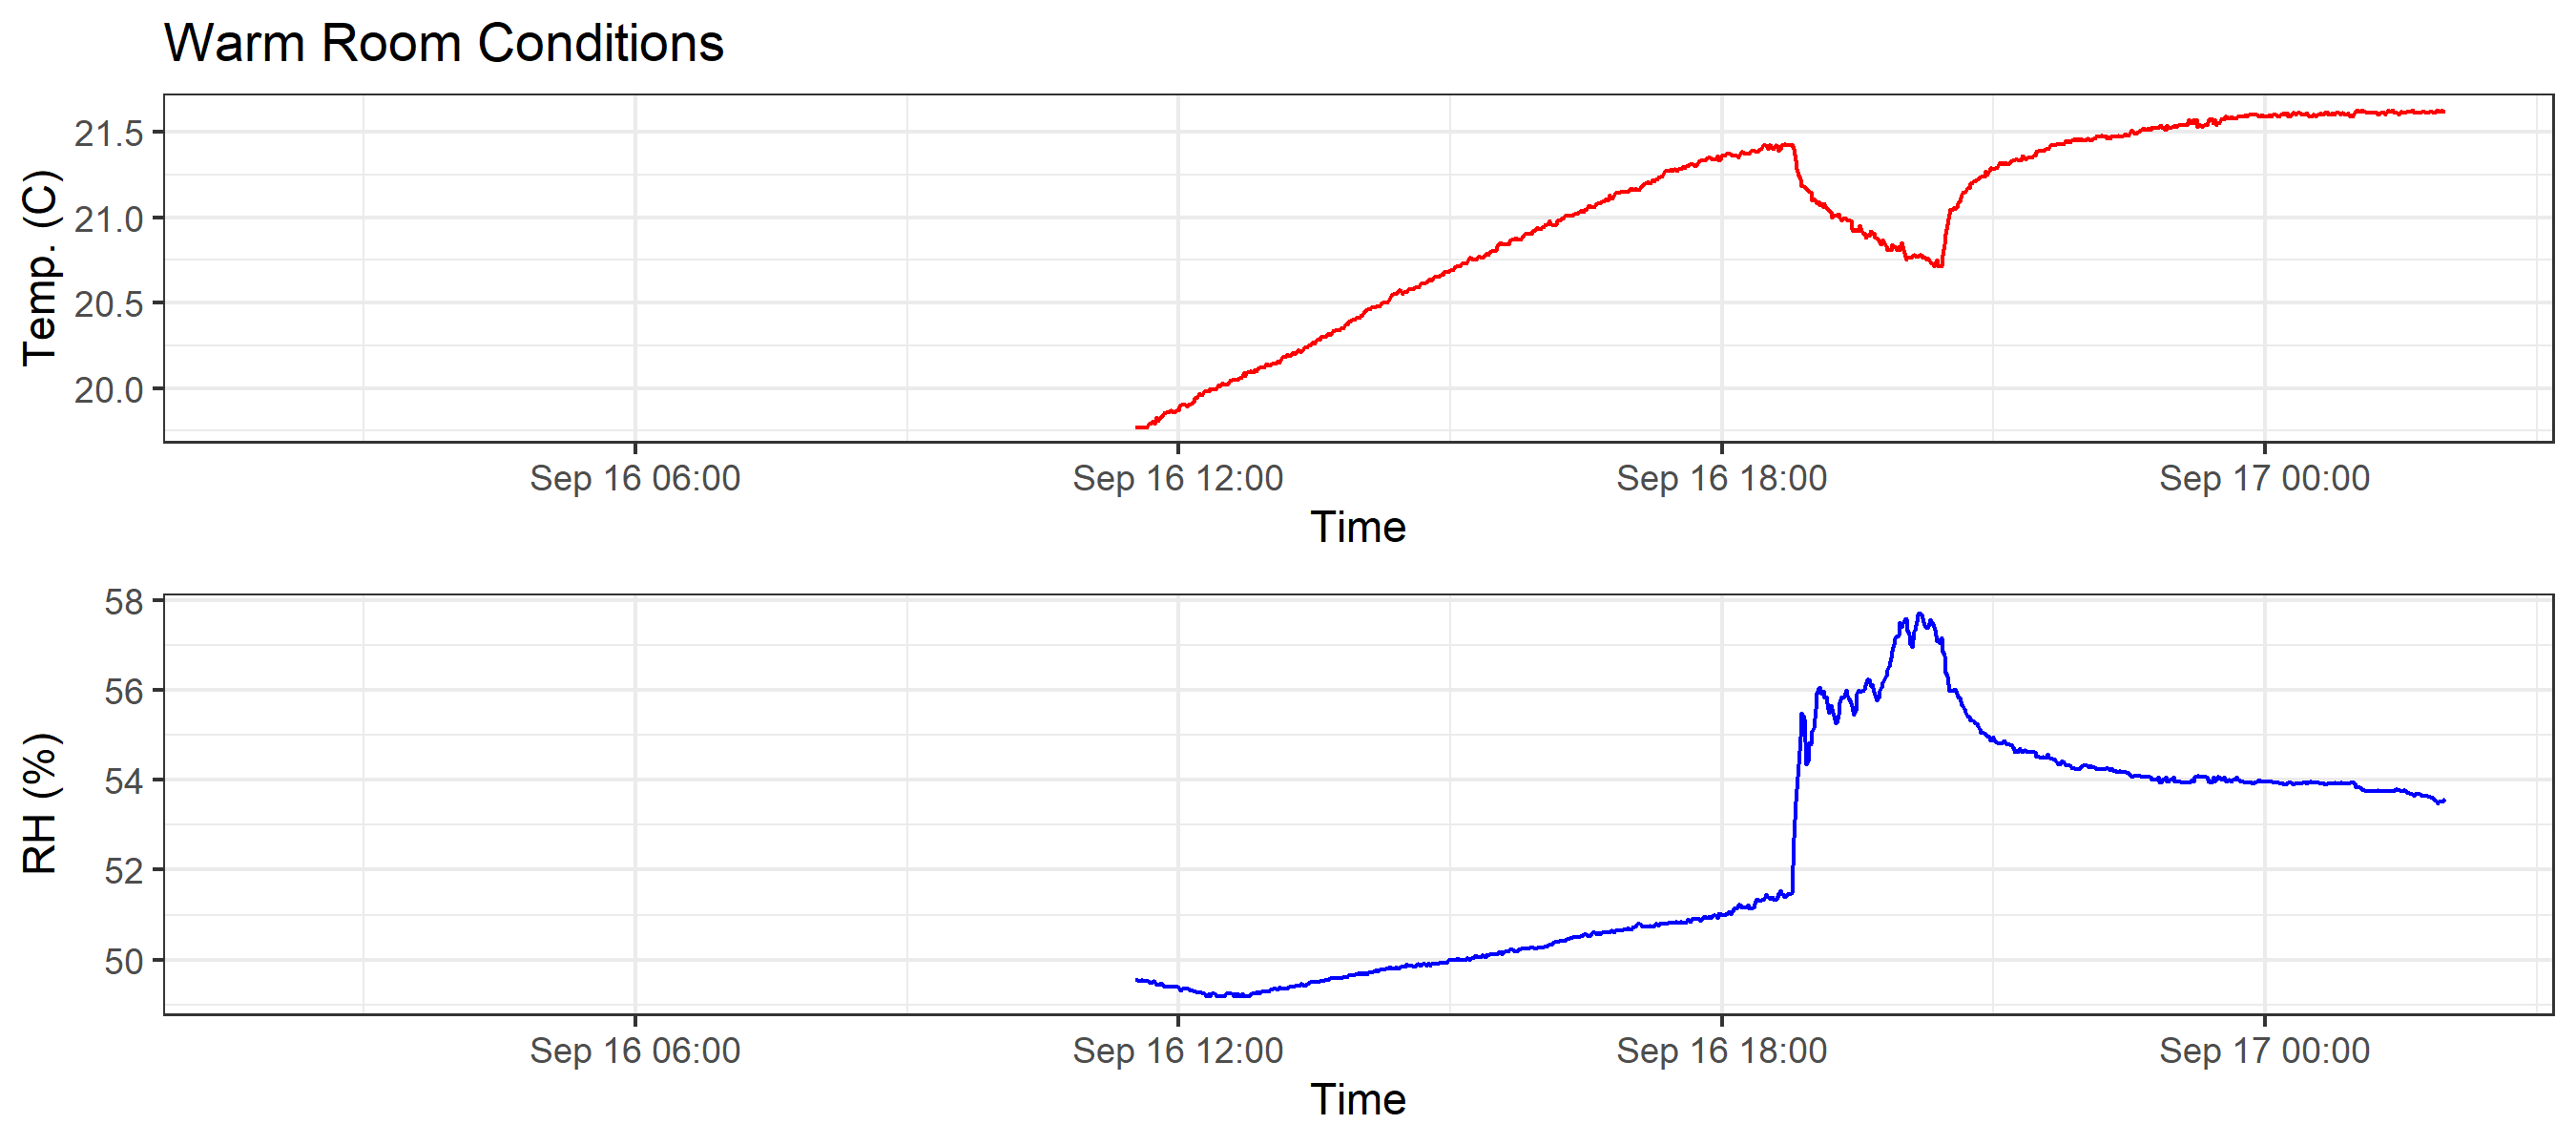 Warm Room Conditions
Temp. (C)
21.5
21.0
20.5
20.0
Sep 16 06:00 Sep 16 12:00 Sep 16 18:00 Sep 17 00:00
Time
RH (%)
58
56
54
52
50
Sep 16 06:00 Sep 16 12:00 Sep 16 18:00 Sep 17 00:00
Time